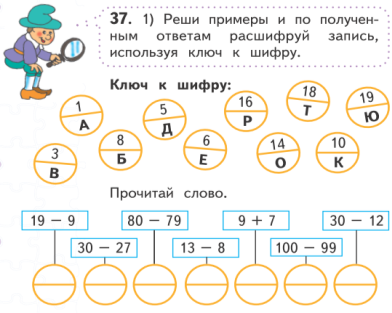 37. 1) Реши примеры и по получен-
ным ответам расшифруй запись,
используя ключ к шифру.
Ключ к шифру:
1 А
5 Д
16 Р
18 Т
19 Ю
3 В
8 Б
6 Е
14 О
10 К
Прочитай слово.
19 − 9 80 − 79 9 + 7 30 − 12
30 − 27 13 − 8 100 − 99